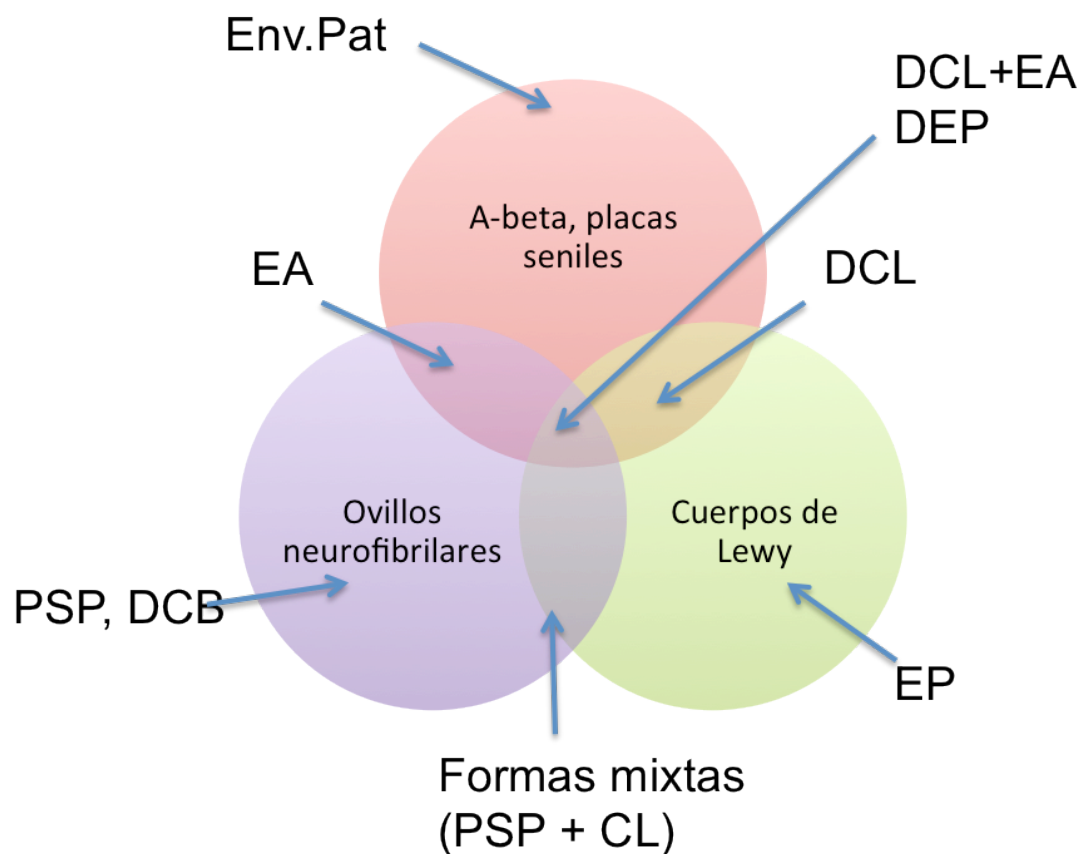 Env.Pat
DCL+EA
DEP
A-beta, placas
seniles
EA
DCL
Ovillos
neurofibrilares
Cuerpos de
Lewy
PSP, DCB
EP
Formas mixtas
(PSP + CL)